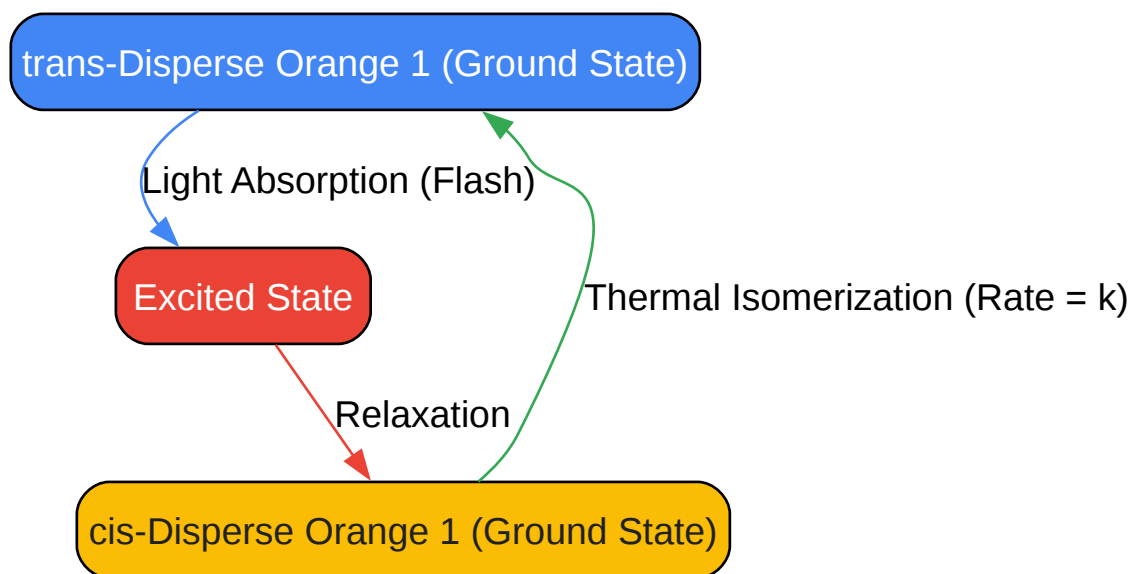 trans-Disperse Orange 1 (Ground State)
Light Absorption (Flash)
Excited State
Thermal Isomerization (Rate = k)
Relaxation
cis-Disperse Orange 1 (Ground State)